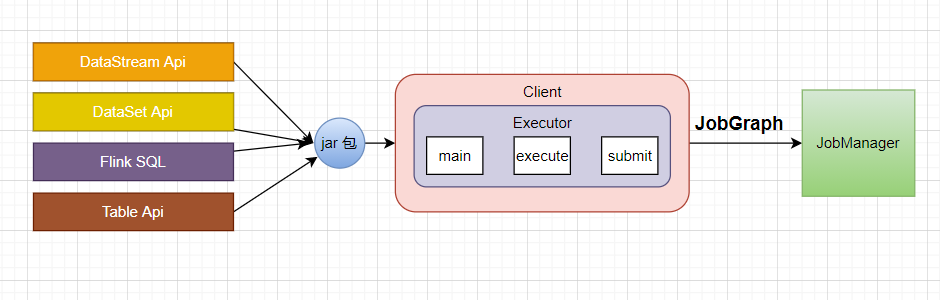 DataStream Api
DataSet Api
Flink SQL
Table Api
jar 包
Client
Executor
main
execute
submit
JobGraph
JobManager